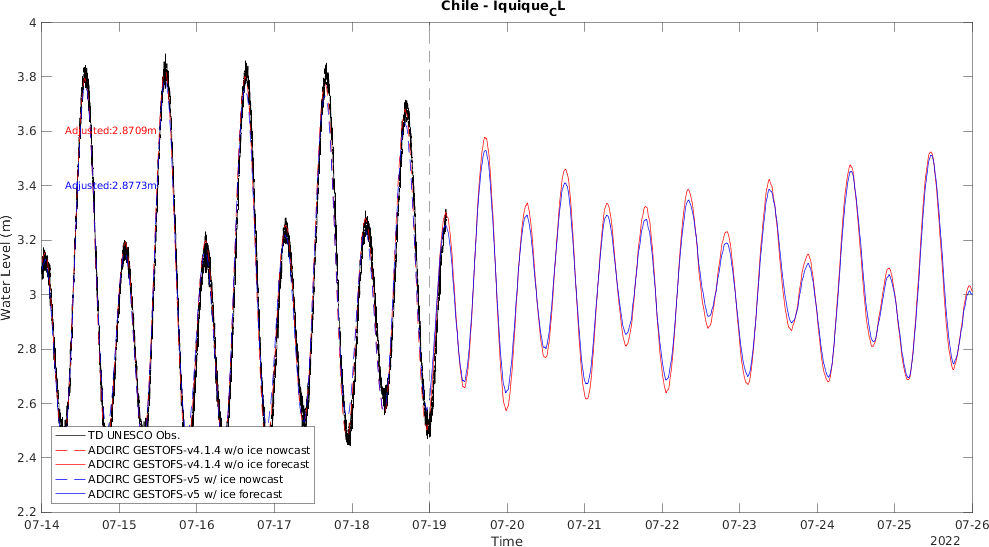 Chile - Iquique_CL
4
3.8
3.6
3.4
3.2
3
2.8
2.6
2.4
2.2
Water Level (m)
Adjusted:2.8709m
Adjusted:2.8773m
TD UNESCO Obs.
ADCIRC GESTOFS-v4.1.4 w/o ice nowcast
ADCIRC GESTOFS-v4.1.4 w/o ice forecast
ADCIRC GESTOFS-v5 w/ ice nowcast
ADCIRC GESTOFS-v5 w/ ice forecast
07-14 07-15 07-16 07-17 07-18 07-19 07-20 07-21 07-22 07-23 07-24 07-25 07-26
Time
2022